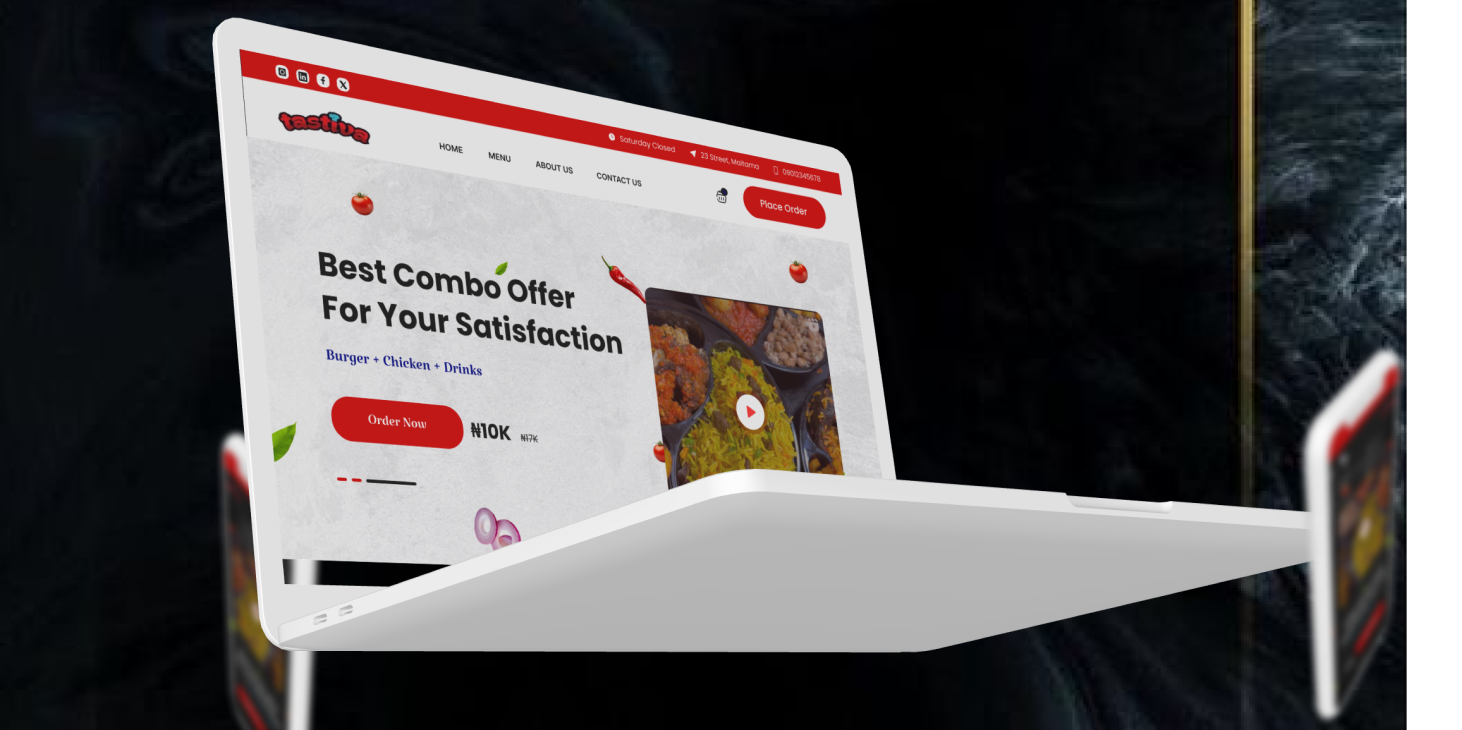 Saturday Closed
23 Street, Maitama
09012345678
tastiva
HOME
MENU
ABOUT US
CONTACT US
Place Order
Best Combo Offer
For Your Satisfaction
Burger + Chicken + Drinks
Order Now
₦10K
₦17K